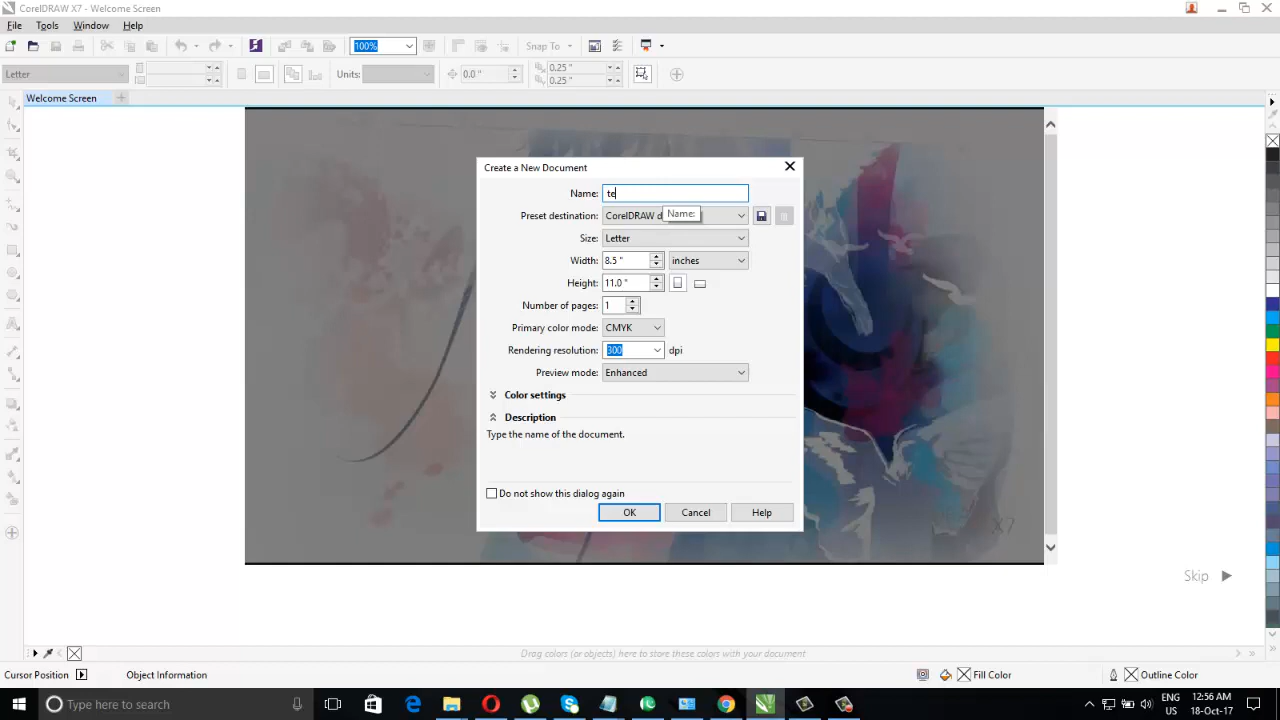 CorelDRAW X7 - Welcome Screen
File Tools Window Help
100% Snap To
Letter Units: 0.0 " 0.25 "
0.25 "
Welcome Screen
Create a New Document
Name: te
Preset destination: CorelDRAW d
Name:
Size: Letter
Width: 8.5 " inches
Height: 11.0 "
Number of pages: 1
Primary color mode: CMYK
Rendering resolution: 300 dpi
Preview mode: Enhanced
Color settings
Description
Type the name of the document.
Do not show this dialog again
OK Cancel Help
X7
Skip
Drag colors (or objects) here to store these colors with your document
Cursor Position Object Information Fill Color Outline Color
Type here to search
ENG 12:56 AM
US 18-Oct-17